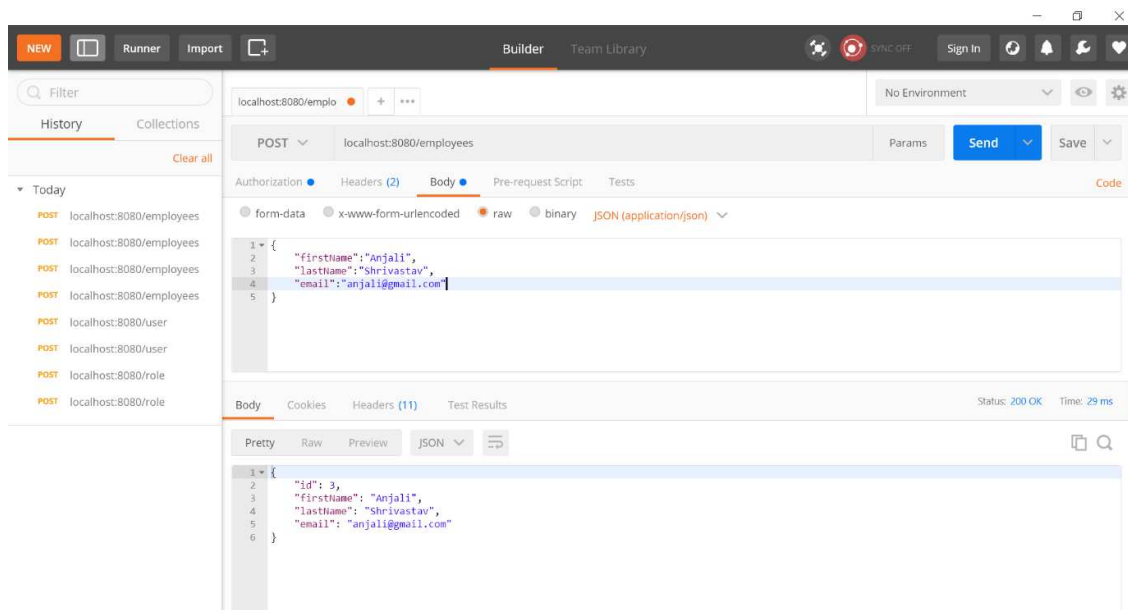 NEW Runner Import Builder Team Library SYNC OFF Sign In
Filter
History Collections
Clear all
Today
POST localhost:8080/employees
POST localhost:8080/employees
POST localhost:8080/employees
POST localhost:8080/employees
POST localhost:8080/user
POST localhost:8080/user
POST localhost:8080/role
POST localhost:8080/role
localhost:8080/emplo + ••• No Environment
POST localhost:8080/employees Params Send Save
Authorization Headers (2) Body Pre-request Script Tests Code
form-data x-www-form-urlencoded raw binary JSON (application/json)
1 {
2 "firstName":"Anjali",
3 "lastName":"Shrivastav",
4 "email":"anjali@gmail.com"
5 }
Body Cookies Headers (11) Test Results Status: 200 OK Time: 29 ms
Pretty Raw Preview JSON
1 {
2 "id": 3,
3 "firstName": "Anjali",
4 "lastName": "Shrivastav",
5 "email": "anjali@gmail.com"
6 }